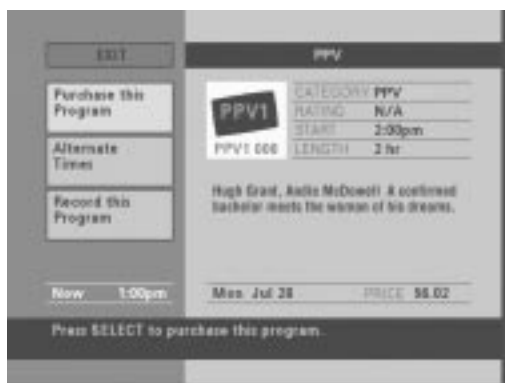 EXIT
PPV
Purchase this
Program
Alternate
Times
Record this
Program
PPV1
PPV1 000
CATEGORY PPV
RATING N/A
START 2:00pm
LENGTH 2 hr
Hugh Grant, Andie McDowell A confirmed
bachelor meets the woman of his dreams.
Now 1:00pm
Mon Jul 28
PRICE $6.02
Press SELECT to purchase this program.